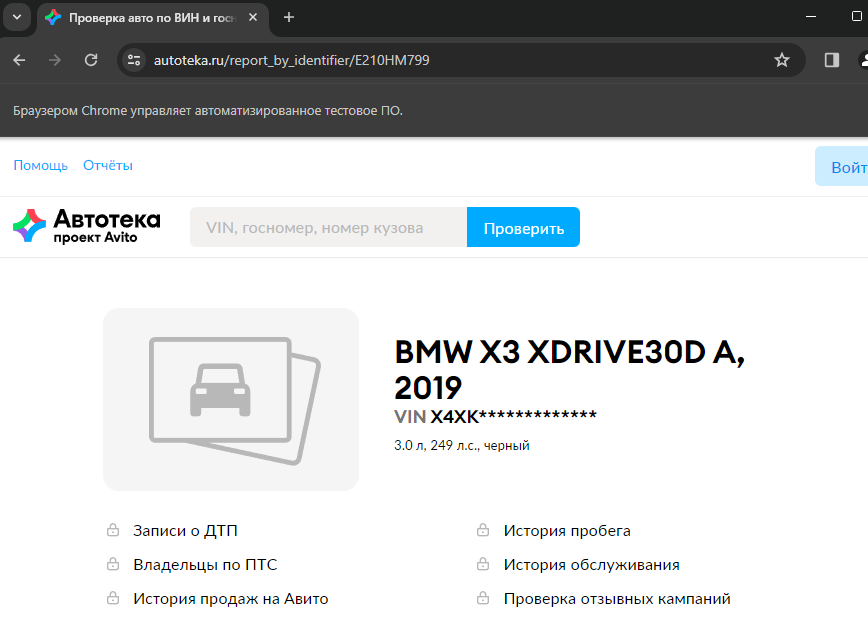 Проверка авто по ВИН и госн
autoteka.ru/report_by_identifier/E210HM799
Браузером Chrome управляет автоматизированное тестовое ПО.
Помощь Отчёты
Войт
Автотека
проект Avito
VIN, госномер, номер кузова
Проверить
BMW X3 XDRIVE30D A,
2019
VIN X4XK*************
3.0 л, 249 л.с., черный
Записи о ДТП
История пробега
Владельцы по ПТС
История обслуживания
История продаж на Авито
Проверка отзывных кампаний